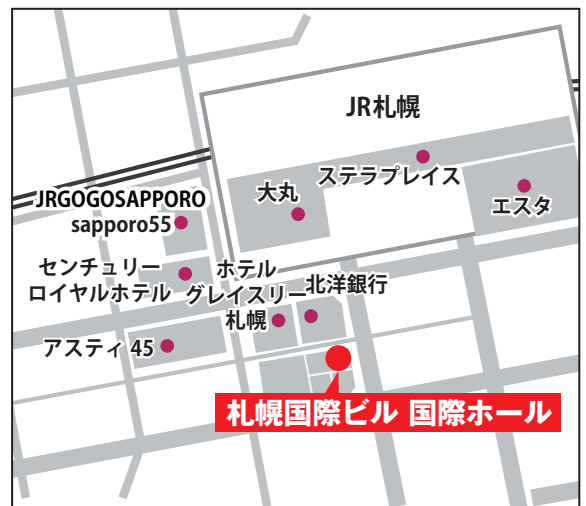 JR札幌
ステラプレイス
大丸
エスタ
JRGOGOSAPPORO
sapporo55
センチュリー
ロイヤルホテル
ホテル
グレイスリー
札幌
北洋銀行
アスティ 45
札幌国際ビル 国際ホール